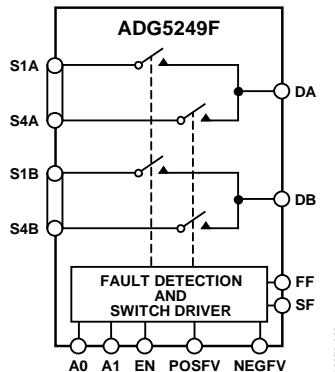 ADG5249F
S1A
DA
S4A
S1B
DB
S4B
FAULT DETECTION
AND
SWITCH DRIVER
FF
SF
A0 A1 EN POSFV NEGFV